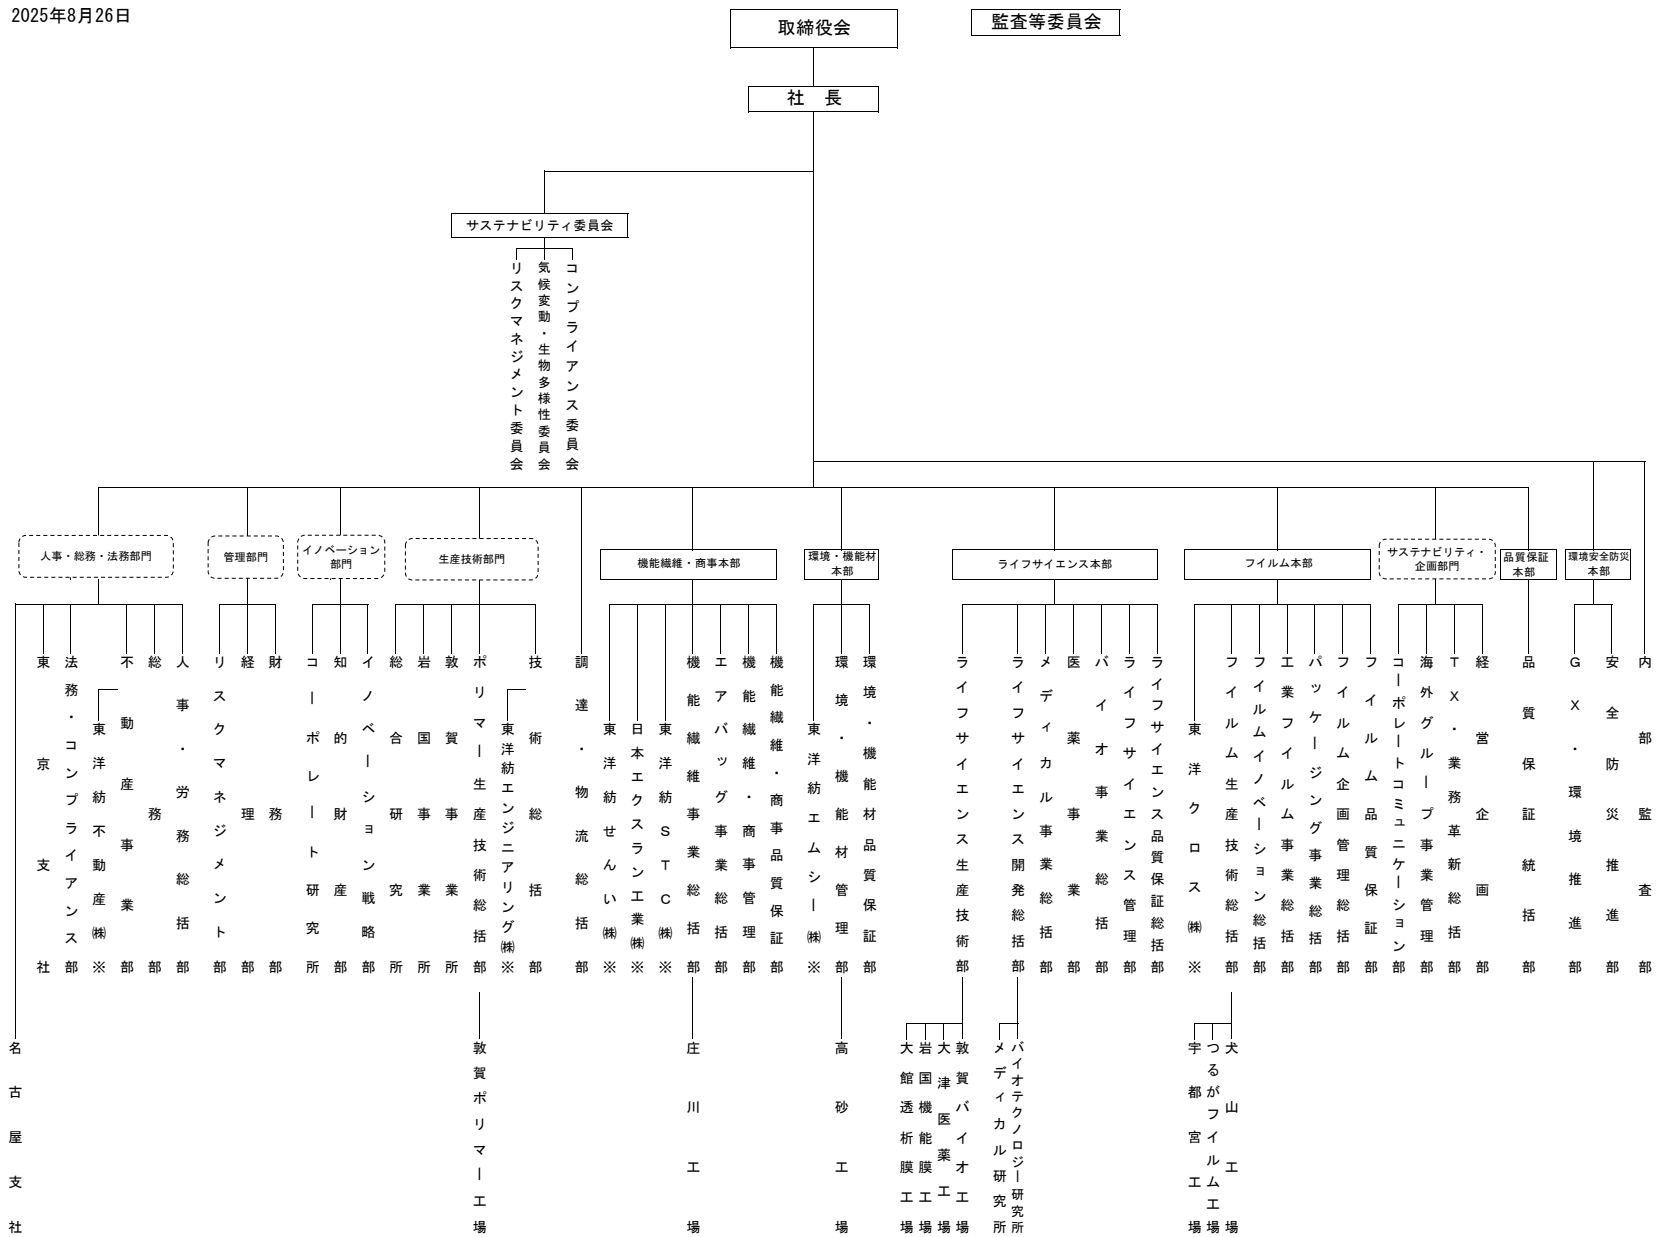 2025年8月26日
取締役会
監査等委員会
社　長
サステナビリティ委員会
リスクマネジメント委員会
気候変動・生物多様性委員会
コンプライアンス委員会
人事・総務・法務部門
管理部門
イノベーション
部門
生産技術部門
機能繊維・商事本部
環境・機能材
本部
ライフサイエンス本部
フイルム本部
サステナビリティ・
企画部門
品質保証
本部
環境安全防災
本部
名古屋支社
東京支社
法務・コンプライアンス部
東洋紡不動産㈱※
不動産事業部
総務部
人事・労務総括部
リスクマネジメント部
経理部
財務部
コーポレート研究所
知的財産部
イノベーション戦略部
総合研究所
岩国事業所
敦賀事業所
ポリマー生産技術総括部
東洋紡エンジニアリング㈱※
技術総括部
調達・物流総括部
東洋紡せんい㈱※
日本エクスラン工業㈱※
東洋紡STC㈱※
機能繊維事業総括部
エアバッグ事業総括部
機能繊維・商事管理部
機能繊維・商事品質保証部
東洋紡エムシー㈱※
環境・機能材管理部
環境・機能材品質保証部
ライフサイエンス生産技術部
ライフサイエンス開発総括部
メディカル事業総括部
医薬事業部
バイオ事業総括部
ライフサイエンス管理部
ライフサイエンス品質保証総括部
東洋クロス㈱※
フイルム生産技術総括部
フイルムイノベーション総括部
工業フイルム事業総括部
パッケージング事業総括部
フイルム企画管理総括部
フイルム品質保証部
コーポレートコミュニケーション部
海外グループ事業管理部
TX・業務革新総括部
経営企画部
品質保証統括部
GX・環境推進部
安全防災推進部
内部監査部
敦賀ポリマー工場
庄川工場
高砂工場
大館透析膜工場
岩国機能膜工場
大津医薬工場
敦賀バイオ工場
メディカル研究所
バイオテクノロジー研究所
宇都宮工場
つるがフイルム工場
犬山工場